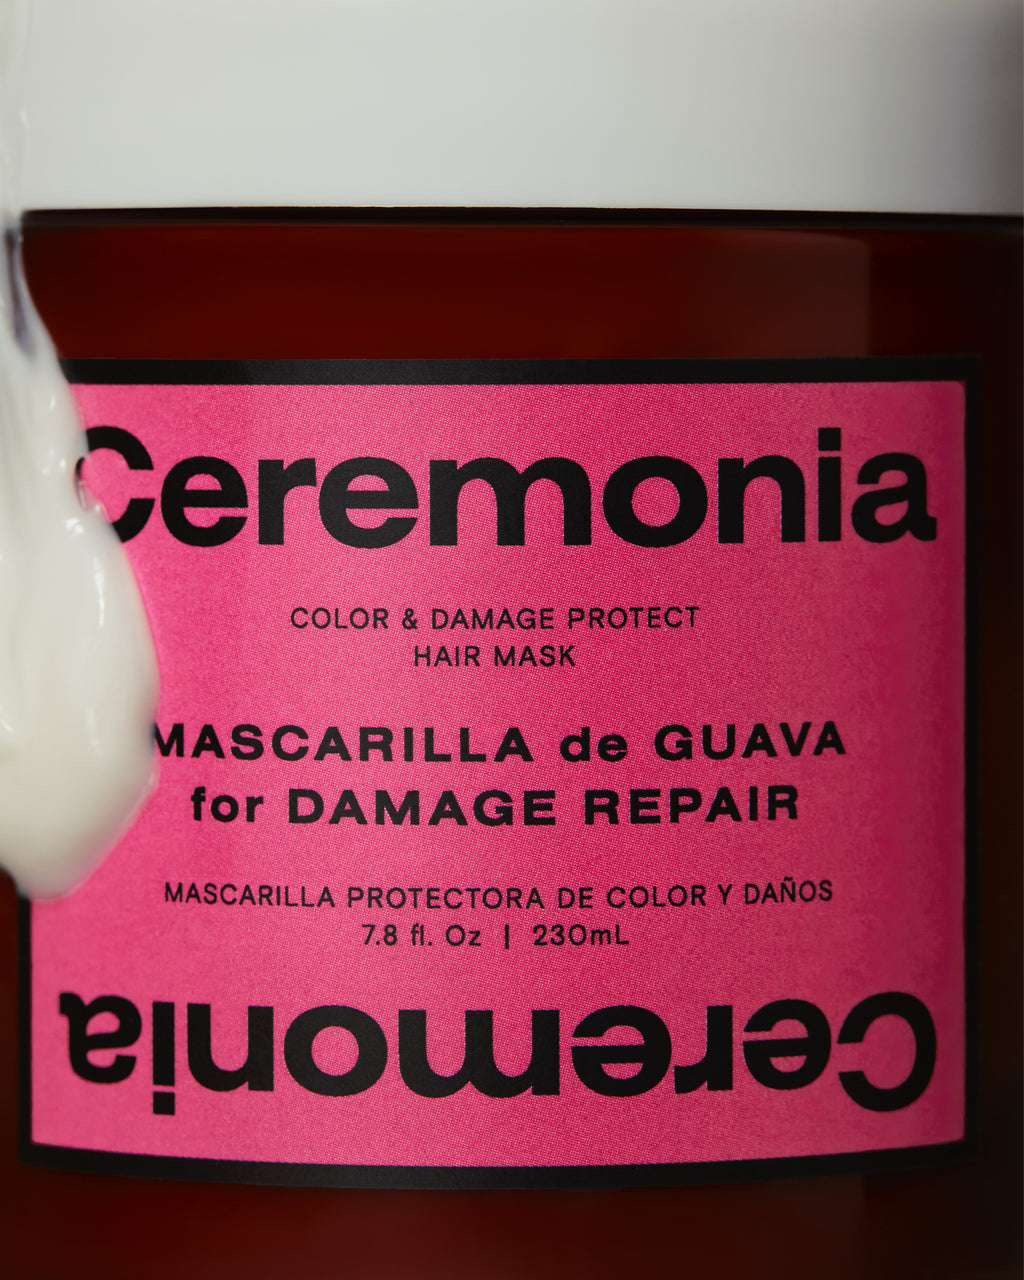 Ceremonia
COLOR & DAMAGE PROTECT
HAIR MASK
MASCARILLA de GUAVA
for DAMAGE REPAIR
MASCARILLA PROTECTORA DE COLOR Y DAÑOS
7.8 fl. Oz | 230mL
Ceremonia